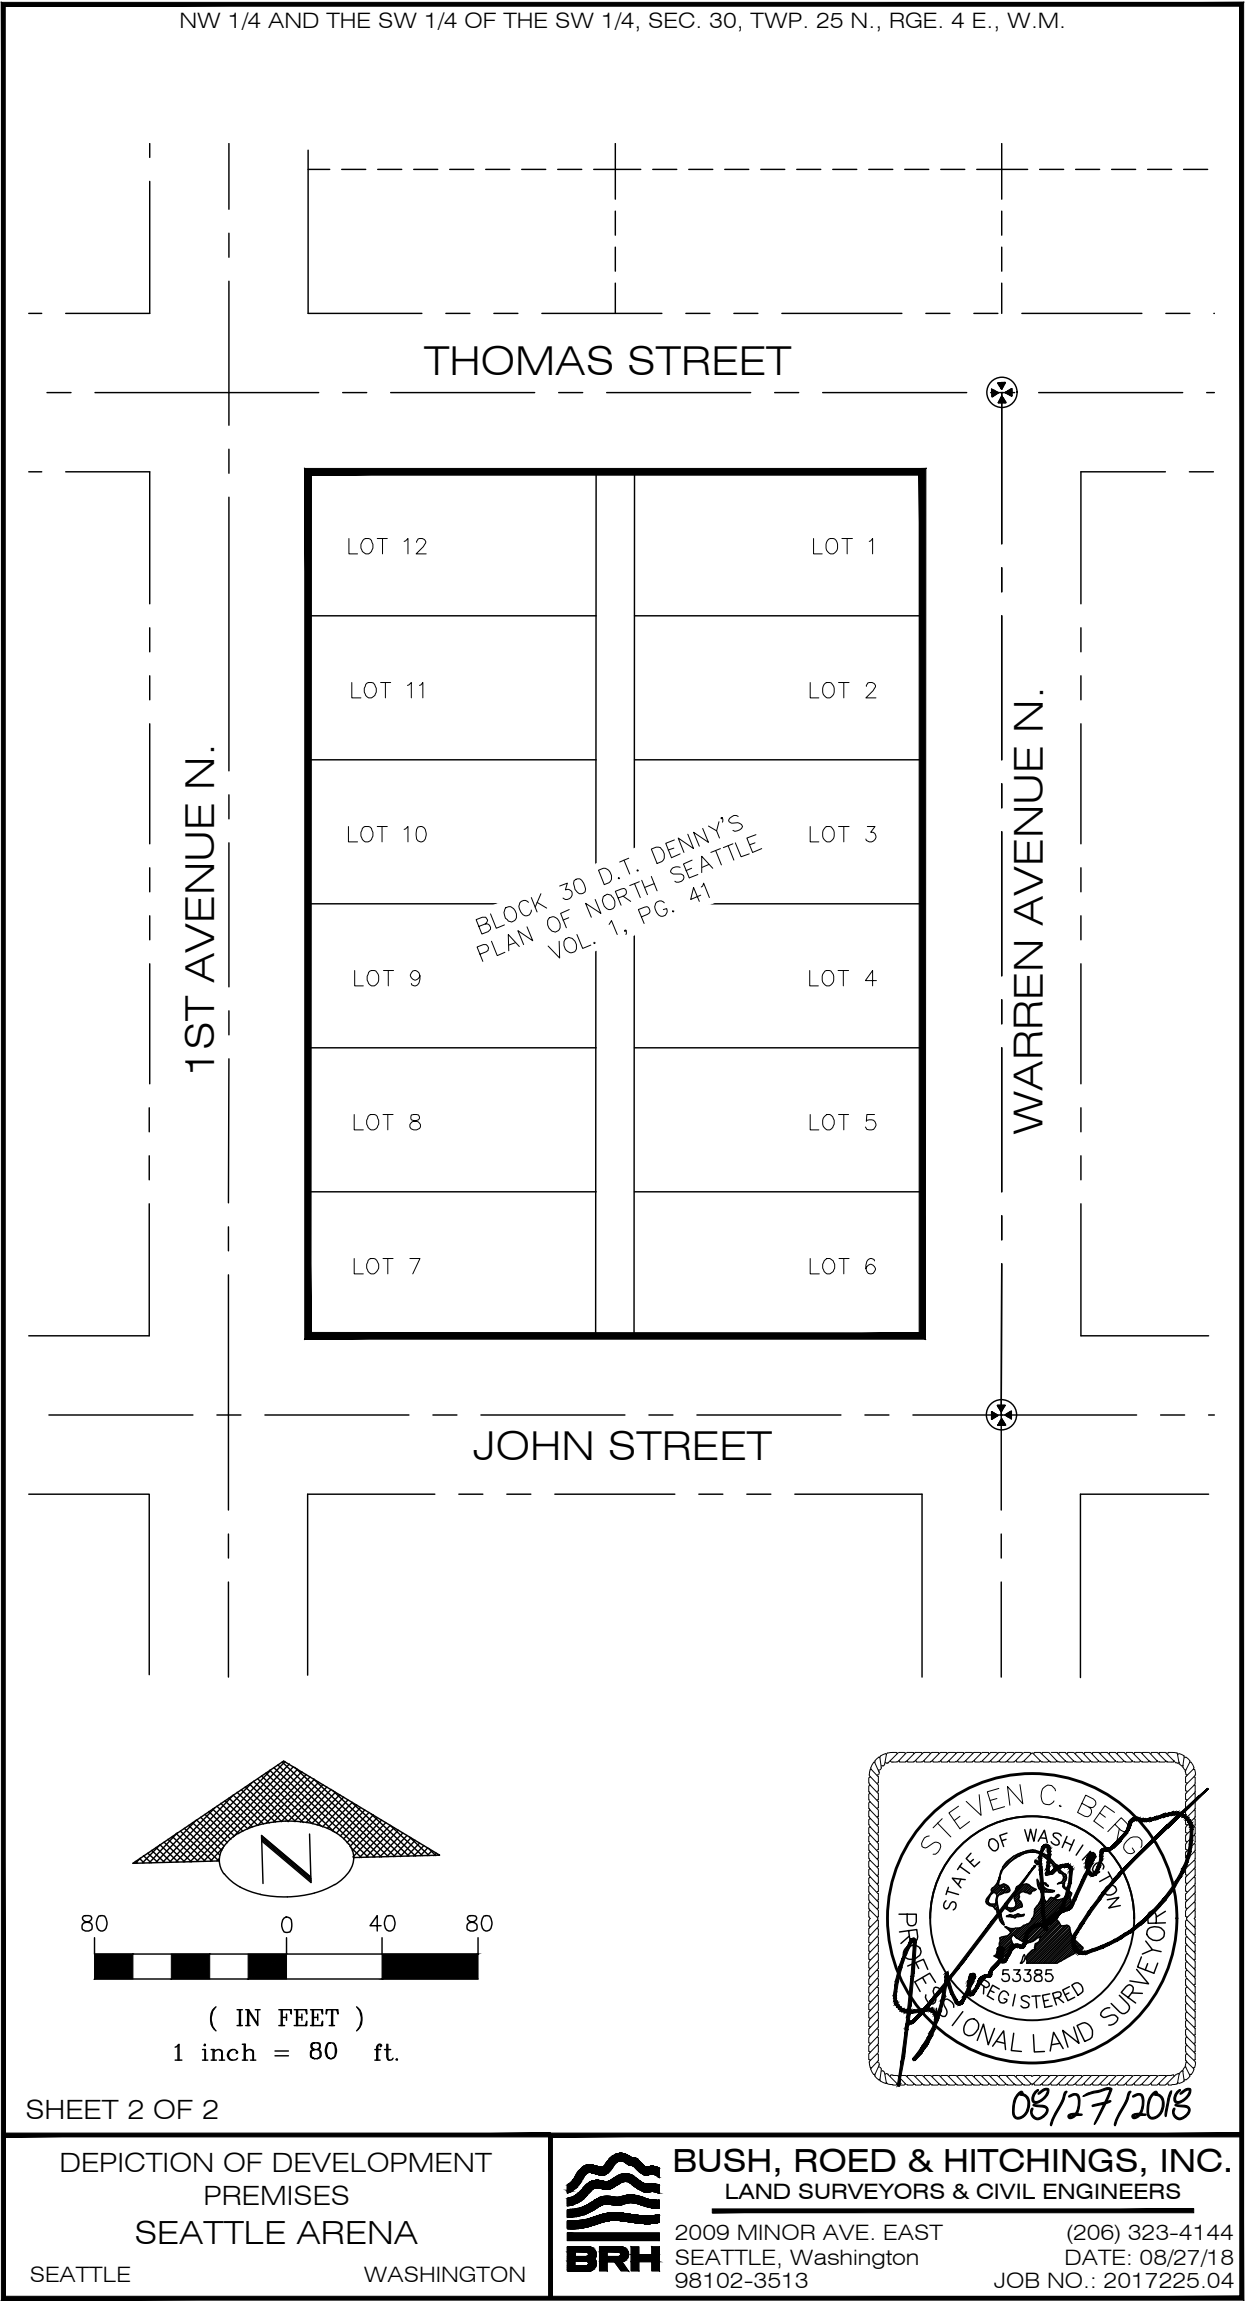 NW 1/4 AND THE SW 1/4 OF THE SW 1/4, SEC. 30, TWP. 25 N., RGE. 4 E., W.M.
THOMAS STREET
LOT 12
LOT 1
LOT 11
LOT 2
1ST AVENUE N.
WARREN AVENUE N.
LOT 10
LOT 3
BLOCK 30 D.T. DENNY'S
PLAN OF NORTH SEATTLE
VOL. 1, PG. 41
LOT 9
LOT 4
LOT 8
LOT 5
LOT 7
LOT 6
JOHN STREET
N
80 0 40 80
( IN FEET )
1 inch = 80 ft.
STEVEN C. BERG
STATE OF WASHINGTON
53385
REGISTERED
PROFESSIONAL LAND SURVEYOR
08/27/2018
SHEET 2 OF 2
DEPICTION OF DEVELOPMENT
PREMISES
SEATTLE ARENA
SEATTLE WASHINGTON
BRH
BUSH, ROED & HITCHINGS, INC.
LAND SURVEYORS & CIVIL ENGINEERS
2009 MINOR AVE. EAST (206) 323-4144
SEATTLE, Washington DATE: 08/27/18
98102-3513 JOB NO.: 2017225.04